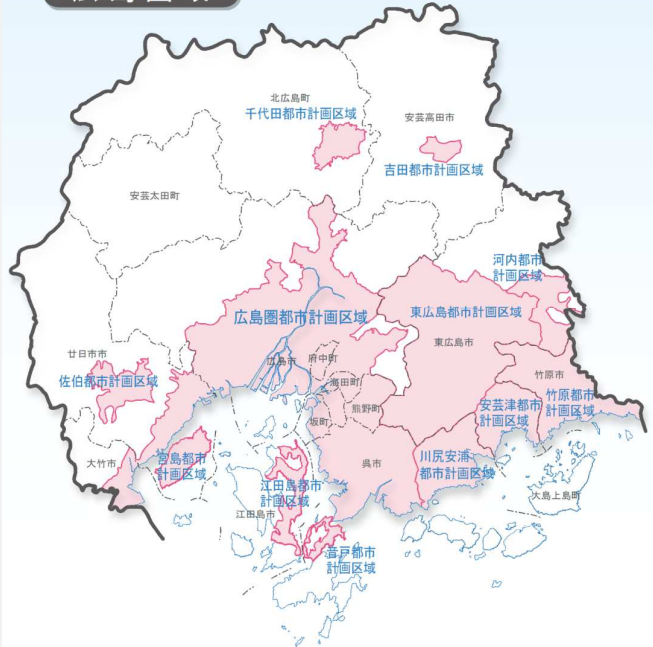 北広島町
千代田都市計画区域
安芸高田市
吉田都市計画区域
安芸太田町
河内都市
計画区域
広島圏都市計画区域
東広島都市計画区域
東広島市
廿日市市
佐伯都市計画区域
広島市
府中町
海田町
竹原市
坂町
熊野町
安芸津都市
計画区域
竹原都市
計画区域
大竹市
宮島都市
計画区域
呉市
川尻安浦
都市計画区域
江田島都市
計画区域
江田島市
大島上島町
音戸都市
計画区域